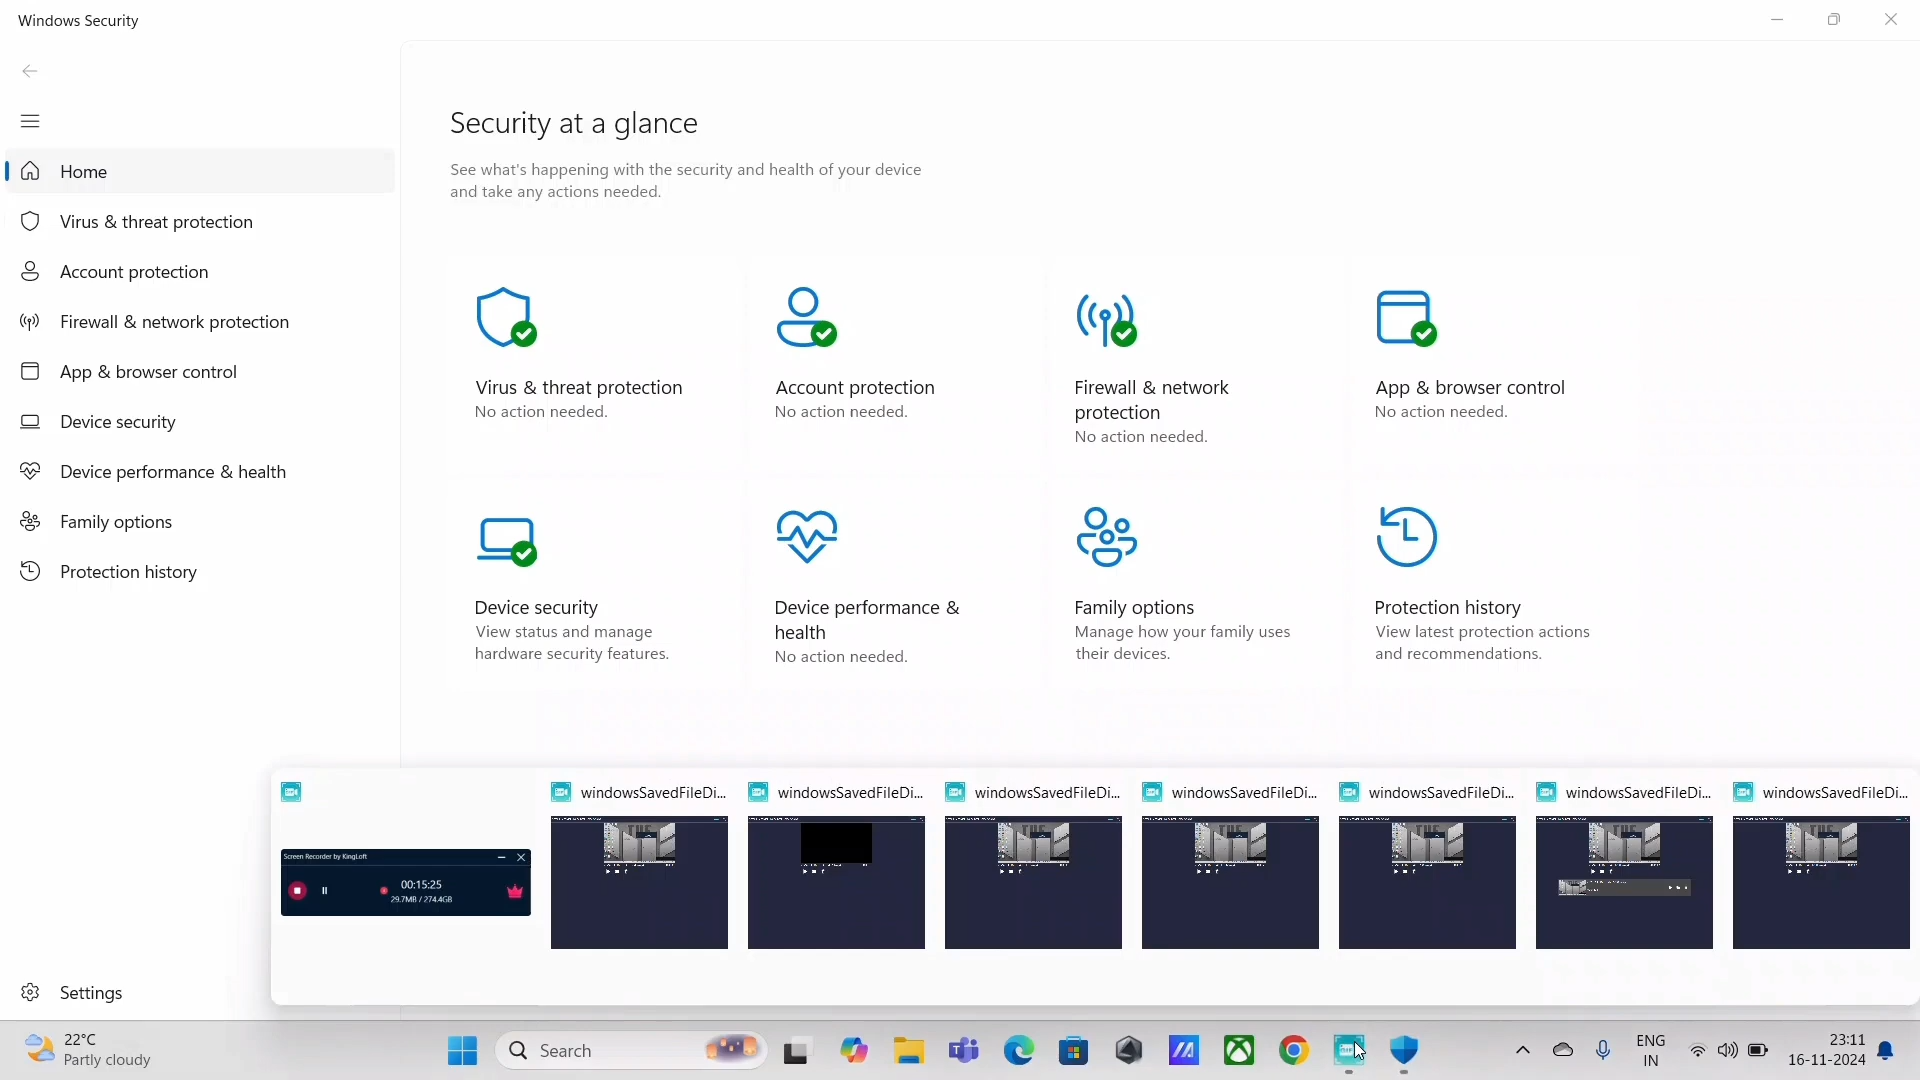 Windows Security
Home
Virus & threat protection
Account protection
Firewall & network protection
App & browser control
Device security
Device performance & health
Family options
Protection history
Settings
Security at a glance
See what's happening with the security and health of your device
and take any actions needed.
Virus & threat protection
No action needed.
Account protection
No action needed.
Firewall & network
protection
No action needed.
App & browser control
No action needed.
Device security
View status and manage
hardware security features.
Device performance &
health
No action needed.
Family options
Manage how your family uses
their devices.
Protection history
View latest protection actions
and recommendations.
windowsSavedFileDi...
windowsSavedFileDi...
windowsSavedFileDi...
windowsSavedFileDi...
windowsSavedFileDi...
windowsSavedFileDi...
windowsSavedFileDi...
Screen Recorder by KingLoft
00:15:25
29.7MB / 274.4GB
22°C
Partly cloudy
Search
ENG
IN
23:11
16-11-2024